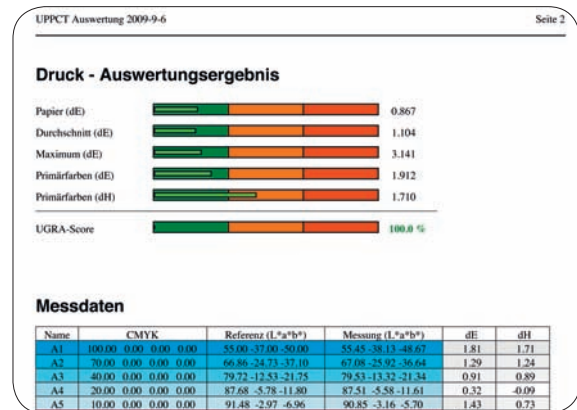 UPPCT Auswertung 2009-9-6 Seite 2
Druck - Auswertungsergebnis
Papier (dE) 0.867
Durchschnitt (dE) 1.104
Maximum (dE) 3.141
Primärfarben (dE) 1.912
Primärfarben (dH) 1.710
UGRA-Score 100.0 %
Messdaten
Name CMYK Referenz (L*a*b*) Messung (L*a*b*) dE dH
A1 100.00 0.00 0.00 0.00 55.00 -37.00 -50.00 55.45 -38.13 -48.67 1.81 1.71
A2 70.00 0.00 0.00 0.00 66.86 -24.73 -37.10 67.08 -25.92 -36.64 1.29 1.24
A3 40.00 0.00 0.00 0.00 79.72 -12.53 -21.75 79.53 -13.32 -21.34 0.91 0.89
A4 20.00 0.00 0.00 0.00 87.68 -5.78 -11.80 87.51 -5.58 -11.61 0.32 -0.09
A5 10.00 0.00 0.00 0.00 91.48 -2.97 -6.96 90.85 -3.16 -5.70 1.43 0.73